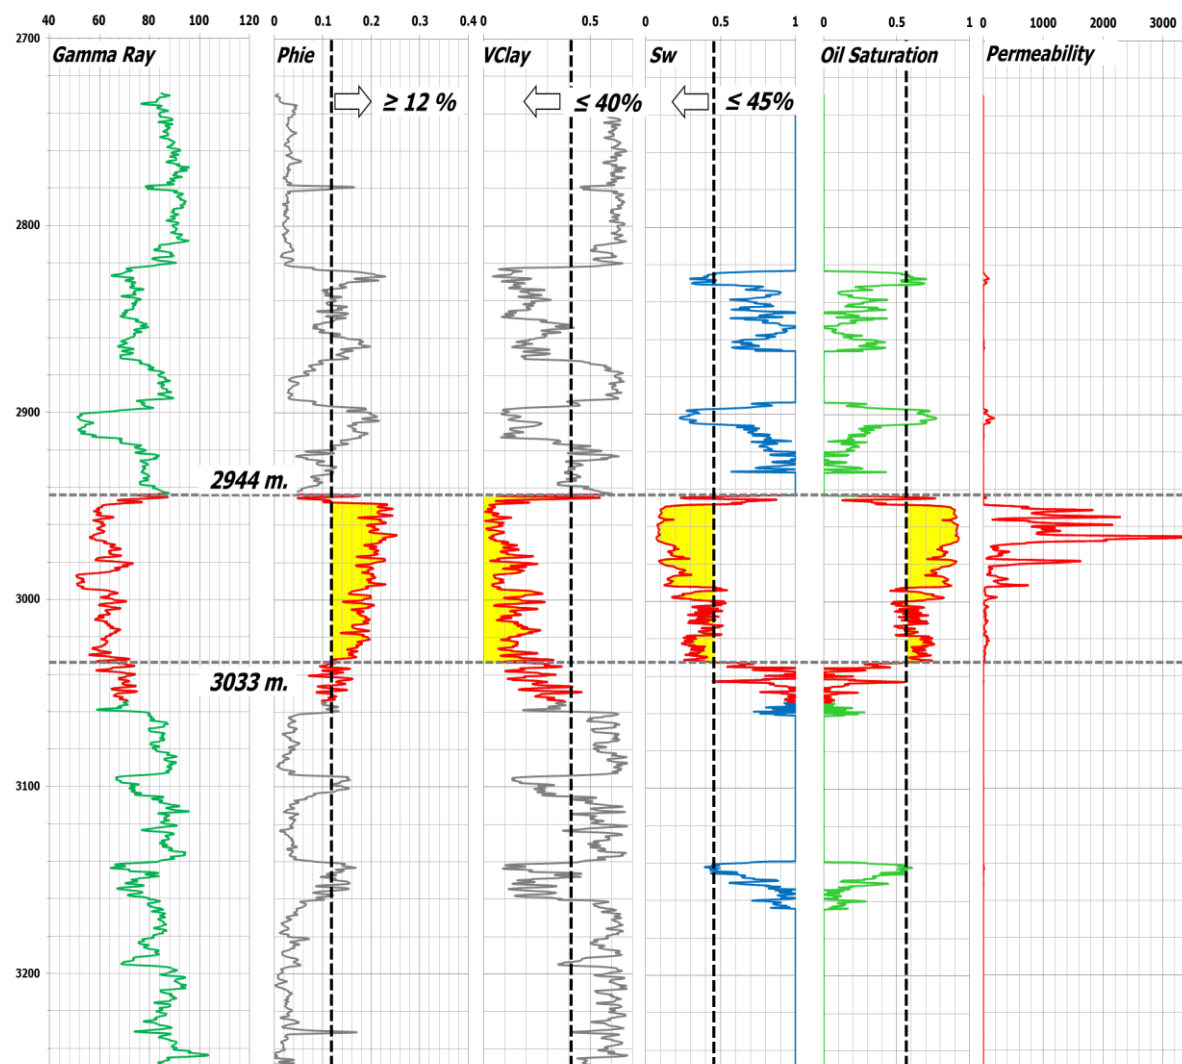 40 60 80 100 120 0 0.1 0.2 0.3 0.4 0 0.5 0 0.5 1 0 0.5 1 0 1000 2000 3000
2700
Gamma Ray Phie VClay Sw Oil Saturation Permeability
≥ 12 % ≤ 40% ≤ 45%
2800
2900
2944 m.
3000
3033 m.
3100
3200